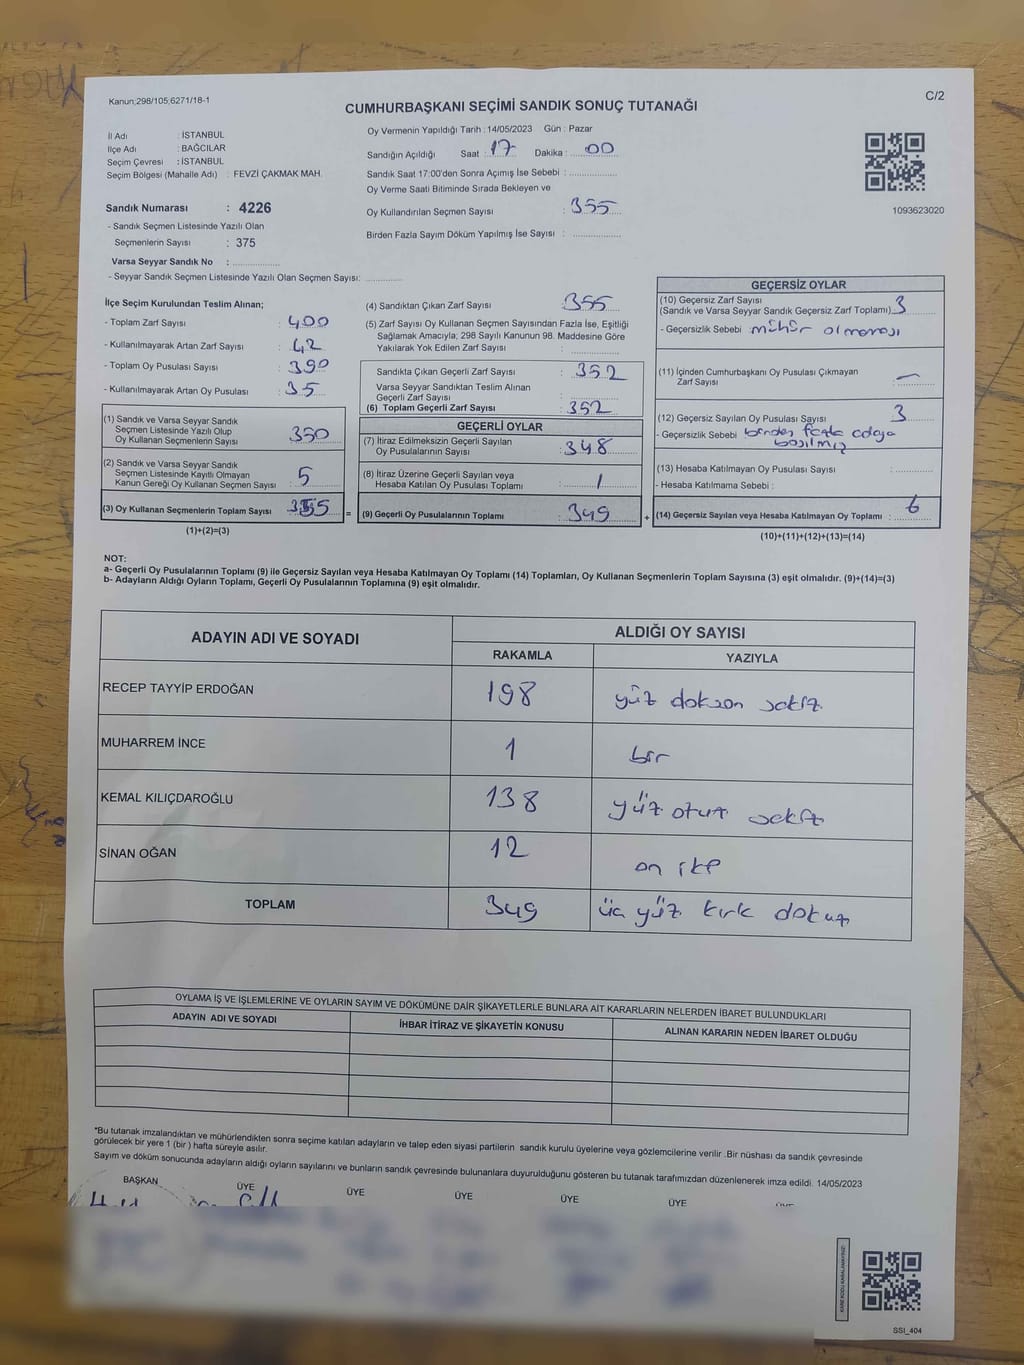 Kanun;298/105;6271/18-1
C/2
CUMHURBAŞKANI SEÇİMİ SANDIK SONUÇ TUTANAĞI
İl Adı : İSTANBUL
İlçe Adı : BAĞCILAR
Seçim Çevresi : İSTANBUL
Seçim Bölgesi (Mahalle Adı) : FEVZİ ÇAKMAK MAH.
Sandık Numarası : 4226
- Sandık Seçmen Listesinde Yazılı Olan
Seçmenlerin Sayısı : 375
Varsa Seyyar Sandık No :
- Seyyar Sandık Seçmen Listesinde Yazılı Olan Seçmen Sayısı:
Oy Vermenin Yapıldığı Tarih : 14/05/2023 Gün : Pazar
Sandığın Açıldığı Saat : 17 Dakika : 00
Sandık Saat 17:00'den Sonra Açımış İse Sebebi :
Oy Verme Saati Bitiminde Sırada Bekleyen ve
Oy Kullandırılan Seçmen Sayısı : 355
Birden Fazla Sayım Döküm Yapılmış İse Sayısı :
1093623020
İlçe Seçim Kurulundan Teslim Alınan;
- Toplam Zarf Sayısı : 400
- Kullanılmayarak Artan Zarf Sayısı : 42
- Toplam Oy Pusulası Sayısı : 390
- Kullanılmayarak Artan Oy Pusulası : 35
(1) Sandık ve Varsa Seyyar Sandık
Seçmen Listesinde Yazılı Olup
Oy Kullanan Seçmenlerin Sayısı : 350
(2) Sandık ve Varsa Seyyar Sandık
Seçmen Listesinde Kayıtlı Olmayan
Kanun Gereği Oy Kullanan Seçmen Sayısı : 5
(3) Oy Kullanan Seçmenlerin Toplam Sayısı : 355
(1)+(2)=(3)
(4) Sandıktan Çıkan Zarf Sayısı : 355
(5) Zarf Sayısı Oy Kullanan Seçmen Sayısından Fazla İse, Eşitliği
Sağlamak Amacıyla; 298 Sayılı Kanunun 98. Maddesine Göre
Yakılarak Yok Edilen Zarf Sayısı :
Sandıkta Çıkan Geçerli Zarf Sayısı : 352
Varsa Seyyar Sandıktan Teslim Alınan
Geçerli Zarf Sayısı :
(6) Toplam Geçerli Zarf Sayısı : 352
GEÇERLİ OYLAR
(7) İtiraz Edilmeksizin Geçerli Sayılan
Oy Pusulalarının Sayısı : 348
(8) İtiraz Üzerine Geçerli Sayılan veya
Hesaba Katılan Oy Pusulası Toplamı : 1
= (9) Geçerli Oy Pusulalarının Toplamı : 349
GEÇERSİZ OYLAR
(10) Geçersiz Zarf Sayısı
(Sandık ve Varsa Seyyar Sandık Geçersiz Zarf Toplamı) : 3
- Geçersizlik Sebebi : mühür olmaması
(11) İçinden Cumhurbaşkanı Oy Pusulası Çıkmayan
Zarf Sayısı : —
(12) Geçersiz Sayılan Oy Pusulası Sayısı : 3
- Geçersizlik Sebebi birden fazla adaya
basılmış
(13) Hesaba Katılmayan Oy Pusulası Sayısı :
- Hesaba Katılmama Sebebi :
+ (14) Geçersiz Sayılan veya Hesaba Katılmayan Oy Toplamı : 6
(10)+(11)+(12)+(13)=(14)
NOT:
a- Geçerli Oy Pusulalarının Toplamı (9) ile Geçersiz Sayılan veya Hesaba Katılmayan Oy Toplamı (14) Toplamları, Oy Kullanan Seçmenlerin Toplam Sayısına (3) eşit olmalıdır. (9)+(14)=(3)
b- Adayların Aldığı Oyların Toplamı, Geçerli Oy Pusulalarının Toplamına (9) eşit olmalıdır.
ADAYIN ADI VE SOYADI
ALDIĞI OY SAYISI
RAKAMLA YAZIYLA
RECEP TAYYİP ERDOĞAN 198 yüz doksan sekiz
MUHARREM İNCE 1 bir
KEMAL KILIÇDAROĞLU 138 yüz otuz sekiz
SİNAN OĞAN 12 on iki
TOPLAM 349 üç yüz kırk dokuz
OYLAMA İŞ VE İŞLEMLERİNE VE OYLARIN SAYIM VE DÖKÜMÜNE DAİR ŞİKAYETLERLE BUNLARA AİT KARARLARIN NELERDEN İBARET BULUNDUKLARI
ADAYIN ADI VE SOYADI İHBAR İTİRAZ VE ŞİKAYETİN KONUSU ALINAN KARARIN NEDEN İBARET OLDUĞU
*Bu tutanak imzalandıktan ve mühürlendikten sonra seçime katılan adayların ve talep eden siyasi partilerin sandık kurulu üyelerine veya gözlemcilerine verilir .Bir nüshası da sandık çevresinde
görülecek bir yere 1 (bir ) hafta süreyle asılır.
Sayım ve döküm sonucunda adayların aldığı oyların sayılarını ve bunların sandık çevresinde bulunanlara duyurulduğunu gösteren bu tutanak tarafımızdan düzenlenerek imza edildi. 14/05/2023
BAŞKAN ÜYE ÜYE ÜYE ÜYE ÜYE ÜYE
SSI_404